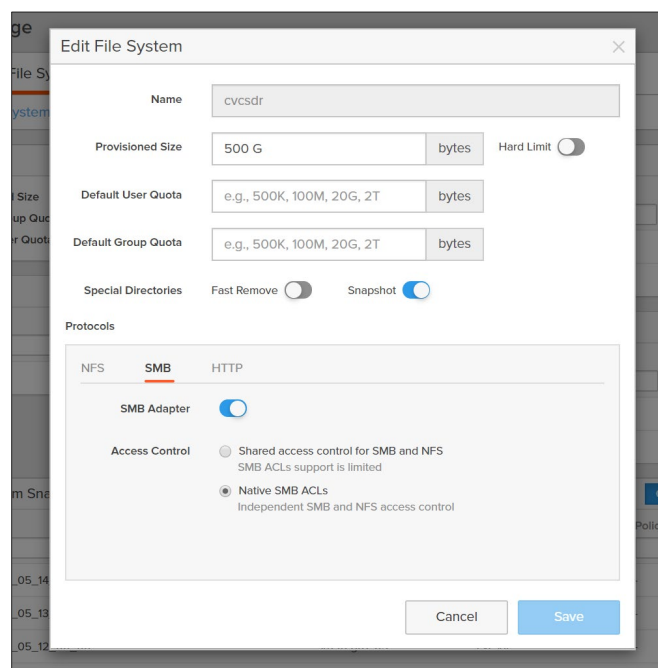 ge
Edit File System
File Sy
ystem
Name
cvcsdr
Provisioned Size
500 G
bytes
Hard Limit
Default User Quota
e.g., 500K, 100M, 20G, 2T
bytes
Size
up Quo
r Quota
Default Group Quota
e.g., 500K, 100M, 20G, 2T
bytes
Special Directories
Fast Remove
Snapshot
Protocols
NFS
SMB
HTTP
SMB Adapter
Access Control
Shared access control for SMB and NFS
SMB ACLs support is limited
Native SMB ACLs
Independent SMB and NFS access control
m Sna
Polic
_05_14
_05_13
_05_12
Cancel
Save